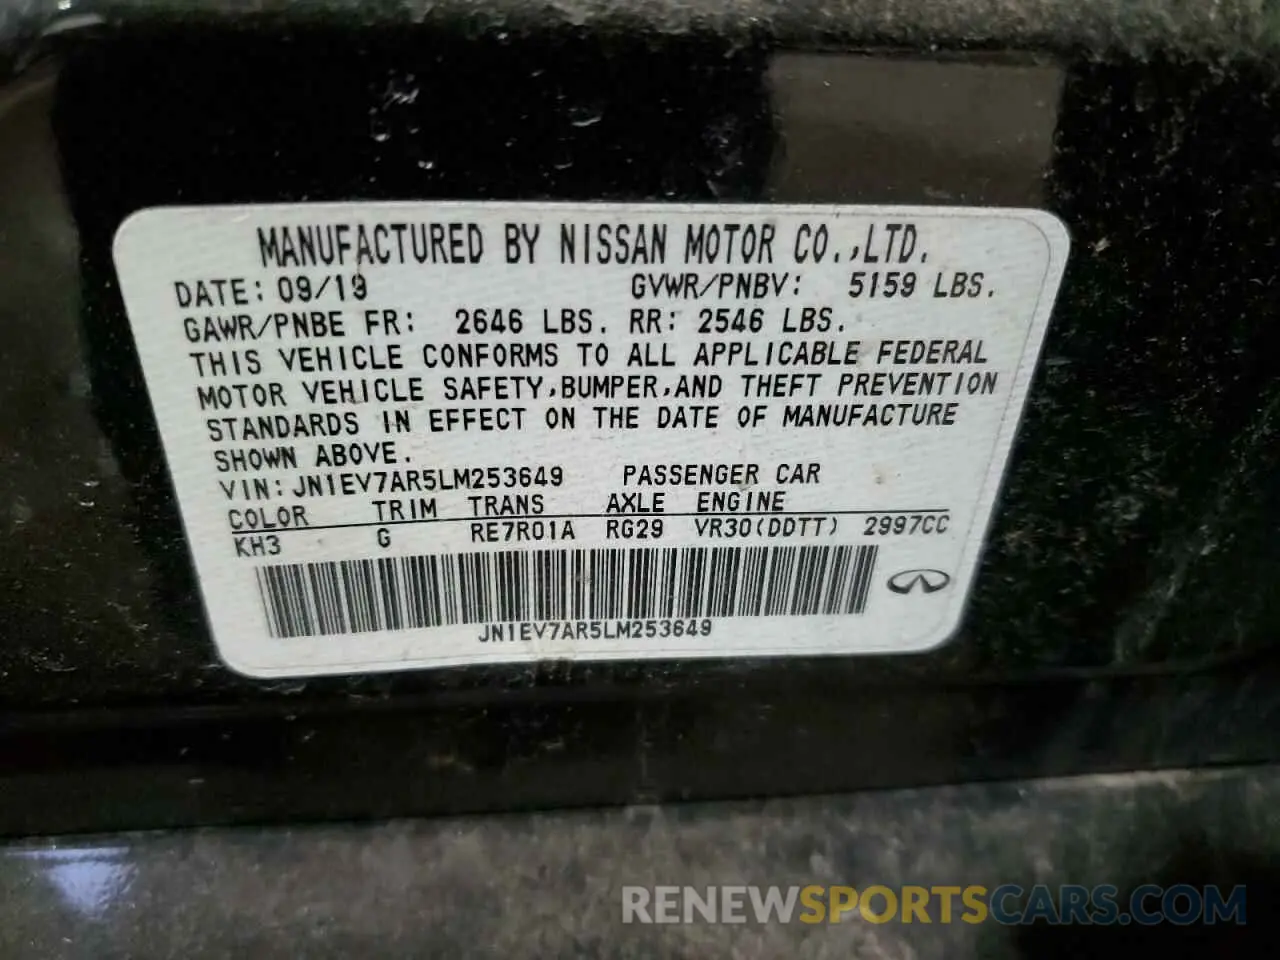 MANUFACTURED BY NISSAN MOTOR CO.,LTD.
DATE: 09/19 GVWR/PNBV: 5159 LBS.
GAWR/PNBE FR: 2646 LBS. RR: 2546 LBS.
THIS VEHICLE CONFORMS TO ALL APPLICABLE FEDERAL
MOTOR VEHICLE SAFETY,BUMPER,AND THEFT PREVENTION
STANDARDS IN EFFECT ON THE DATE OF MANUFACTURE
SHOWN ABOVE.
VIN: JN1EV7AR5LM253649 PASSENGER CAR
COLOR TRIM TRANS AXLE ENGINE
KH3 G RE7R01A RG29 VR30(DDTT) 2997CC
JN1EV7AR5LM253649
RENEWSPORTSCARS.COM